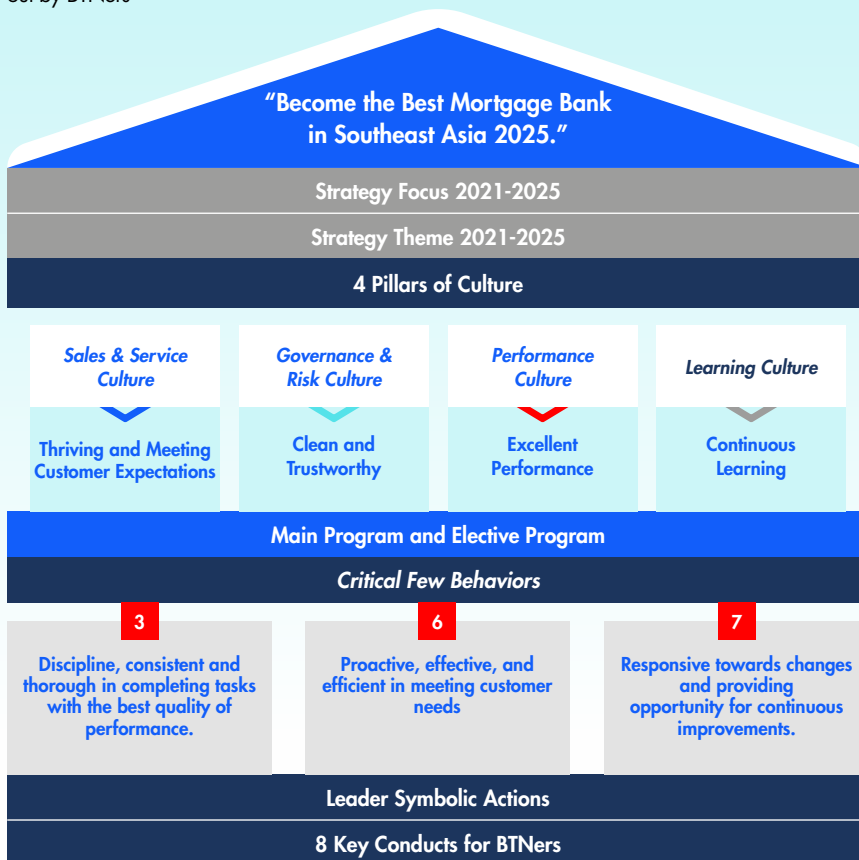 “Become the Best Mortgage Bank
in Southeast Asia 2025.”
Strategy Focus 2021-2025
Strategy Theme 2021-2025
4 Pillars of Culture
Sales & Service
Culture
Thriving and Meeting
Customer Expectations
Governance &
Risk Culture
Clean and
Trustworthy
Performance
Culture
Excellent
Performance
Learning Culture
Continuous
Learning
Main Program and Elective Program
Critical Few Behaviors
3
Discipline, consistent and
thorough in completing tasks
with the best quality of
performance.
6
Proactive, effective, and
efficient in meeting customer
needs
7
Responsive towards changes
and providing
opportunity for continuous
improvements.
Leader Symbolic Actions
8 Key Conducts for BTNers